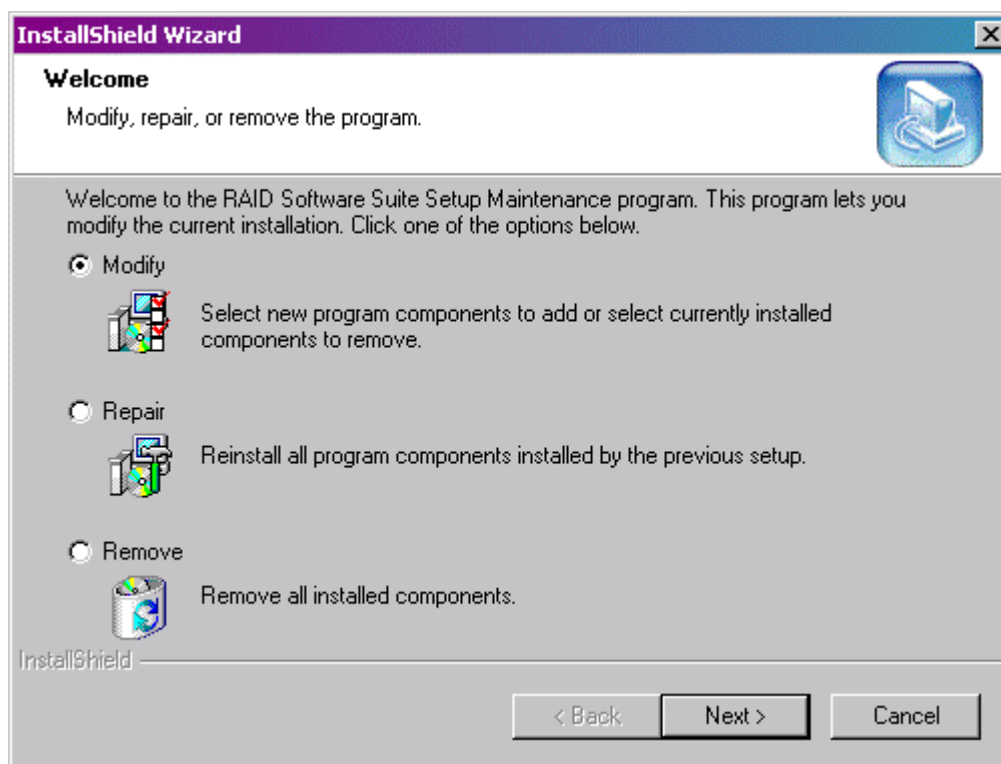 InstallShield Wizard
Welcome
Modify, repair, or remove the program.
Welcome to the RAID Software Suite Setup Maintenance program. This program lets you
modify the current installation. Click one of the options below.
Modify
Select new program components to add or select currently installed
components to remove.
Repair
Reinstall all program components installed by the previous setup.
Remove
Remove all installed components.
InstallShield
< Back
Next >
Cancel